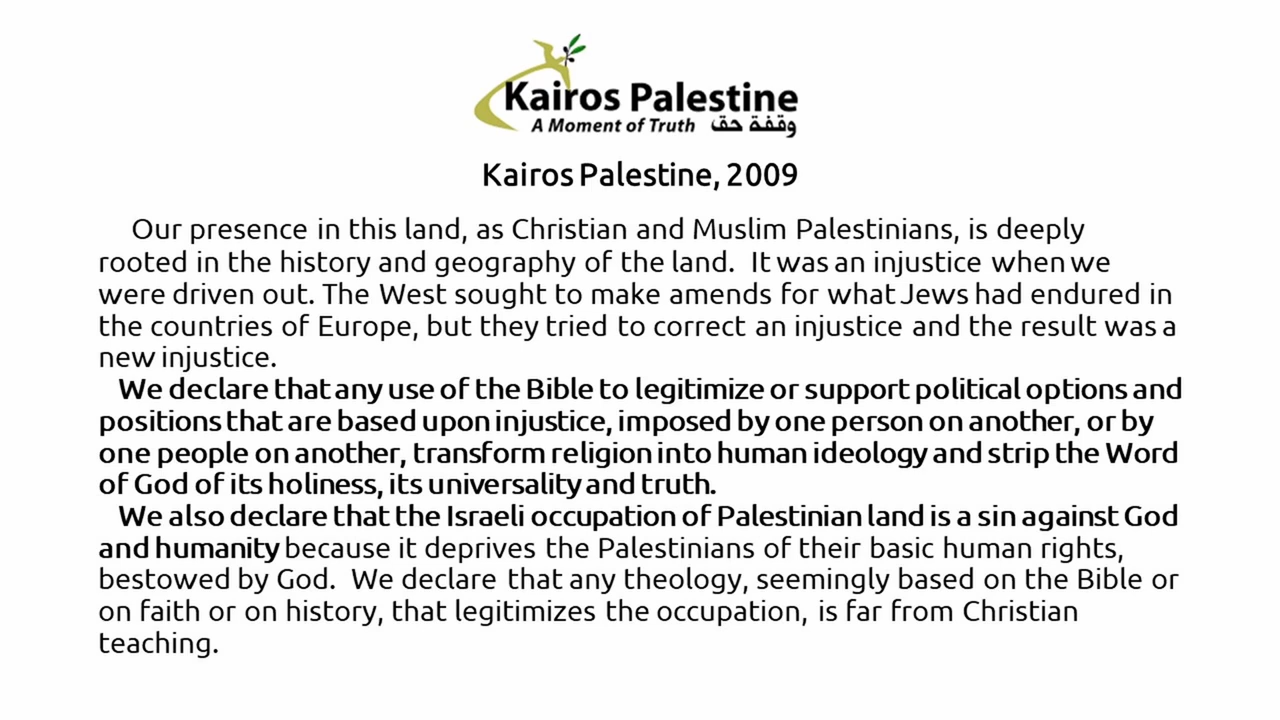 Kairos Palestine
A Moment of Truth وقفة حق
Kairos Palestine, 2009
Our presence in this land, as Christian and Muslim Palestinians, is deeply
rooted in the history and geography of the land. It was an injustice when we
were driven out. The West sought to make amends for what Jews had endured in
the countries of Europe, but they tried to correct an injustice and the result was a
new injustice.
We declare that any use of the Bible to legitimize or support political options and
positions that are based upon injustice, imposed by one person on another, or by
one people on another, transform religion into human ideology and strip the Word
of God of its holiness, its universality and truth.
We also declare that the Israeli occupation of Palestinian land is a sin against God
and humanity because it deprives the Palestinians of their basic human rights,
bestowed by God. We declare that any theology, seemingly based on the Bible or
on faith or on history, that legitimizes the occupation, is far from Christian
teaching.